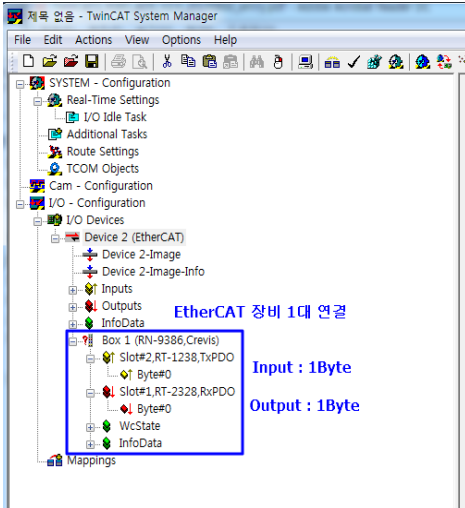 제목 없음 - TwinCAT System Manager
File Edit Actions View Options Help
SYSTEM - Configuration
Real-Time Settings
I/O Idle Task
Additional Tasks
Route Settings
TCOM Objects
Cam - Configuration
I/O - Configuration
I/O Devices
Device 2 (EtherCAT)
Device 2-Image
Device 2-Image-Info
Inputs
Outputs
EtherCAT 장비 1대 연결
InfoData
Box 1 (RN-9386,Crevis)
Slot#2,RT-1238,TxPDO
Input : 1Byte
Byte#0
Slot#1,RT-2328,RxPDO
Output : 1Byte
Byte#0
WcState
InfoData
Mappings